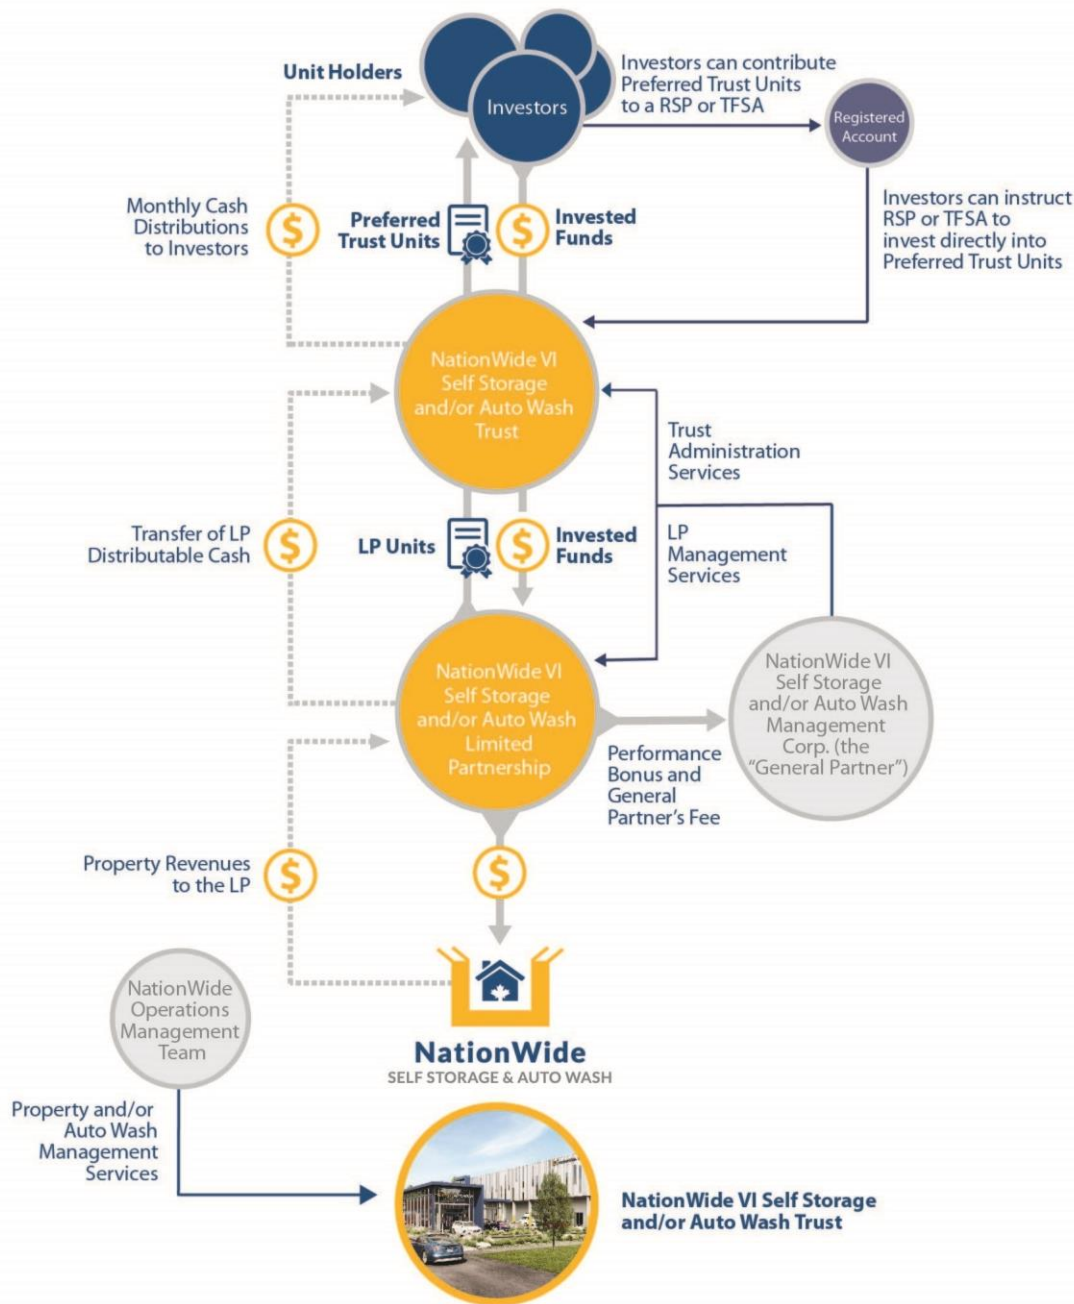 Unit Holders
Investors
Investors can contribute
Preferred Trust Units
to a RSP or TFSA
Registered
Account
Monthly Cash
Distributions
to Investors
$
Preferred
Trust Units
$
Invested
Funds
Investors can instruct
RSP or TFSA to
invest directly into
Preferred Trust Units
NationWide VI
Self Storage
and/or Auto Wash
Trust
Trust
Administration
Services
Transfer of LP
Distributable Cash
$
LP Units
$
Invested
Funds
LP
Management
Services
NationWide VI
Self Storage
and/or Auto Wash
Limited
Partnership
NationWide VI
Self Storage
and/or Auto Wash
Management
Corp. (the
“General Partner”)
Performance
Bonus and
General
Partner’s Fee
Property Revenues
to the LP
$
$
NationWide
Operations
Management
Team
NationWide
SELF STORAGE & AUTO WASH
Property and/or
Auto Wash
Management
Services
NationWide VI Self Storage
and/or Auto Wash Trust